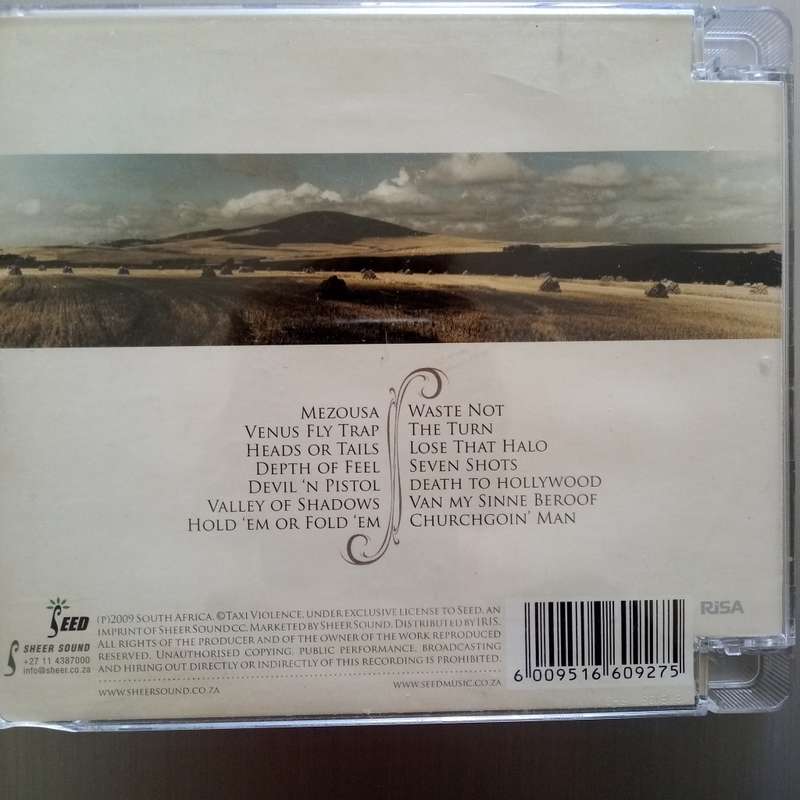 MEZOUSA
VENUS FLY TRAP
HEADS OR TAILS
DEPTH OF FEEL
DEVIL 'N PISTOL
VALLEY OF SHADOWS
HOLD 'EM OR FOLD 'EM
WASTE NOT
THE TURN
LOSE THAT HALO
SEVEN SHOTS
DEATH TO HOLLYWOOD
VAN MY SINNE BEROOF
CHURCHGOIN' MAN
SEED
SHEER SOUND
+27 11 4387000
info@sheer.co.za
(P)2009 SOUTH AFRICA. ©TAXI VIOLENCE, UNDER EXCLUSIVE LICENSE TO SEED, AN
IMPRINT OF SHEER SOUND CC. MARKETED BY SHEER SOUND. DISTRIBUTED BY IRIS.
ALL RIGHTS OF THE PRODUCER AND OF THE OWNER OF THE WORK REPRODUCED
RESERVED. UNAUTHORISED COPYING, PUBLIC PERFORMANCE, BROADCASTING
AND HIRING OUT DIRECTLY OR INDIRECTLY OF THIS RECORDING IS PROHIBITED.
WWW.SHEERSOUND.CO.ZA
WWW.SEEDMUSIC.CO.ZA
6 009516 609275
RISA